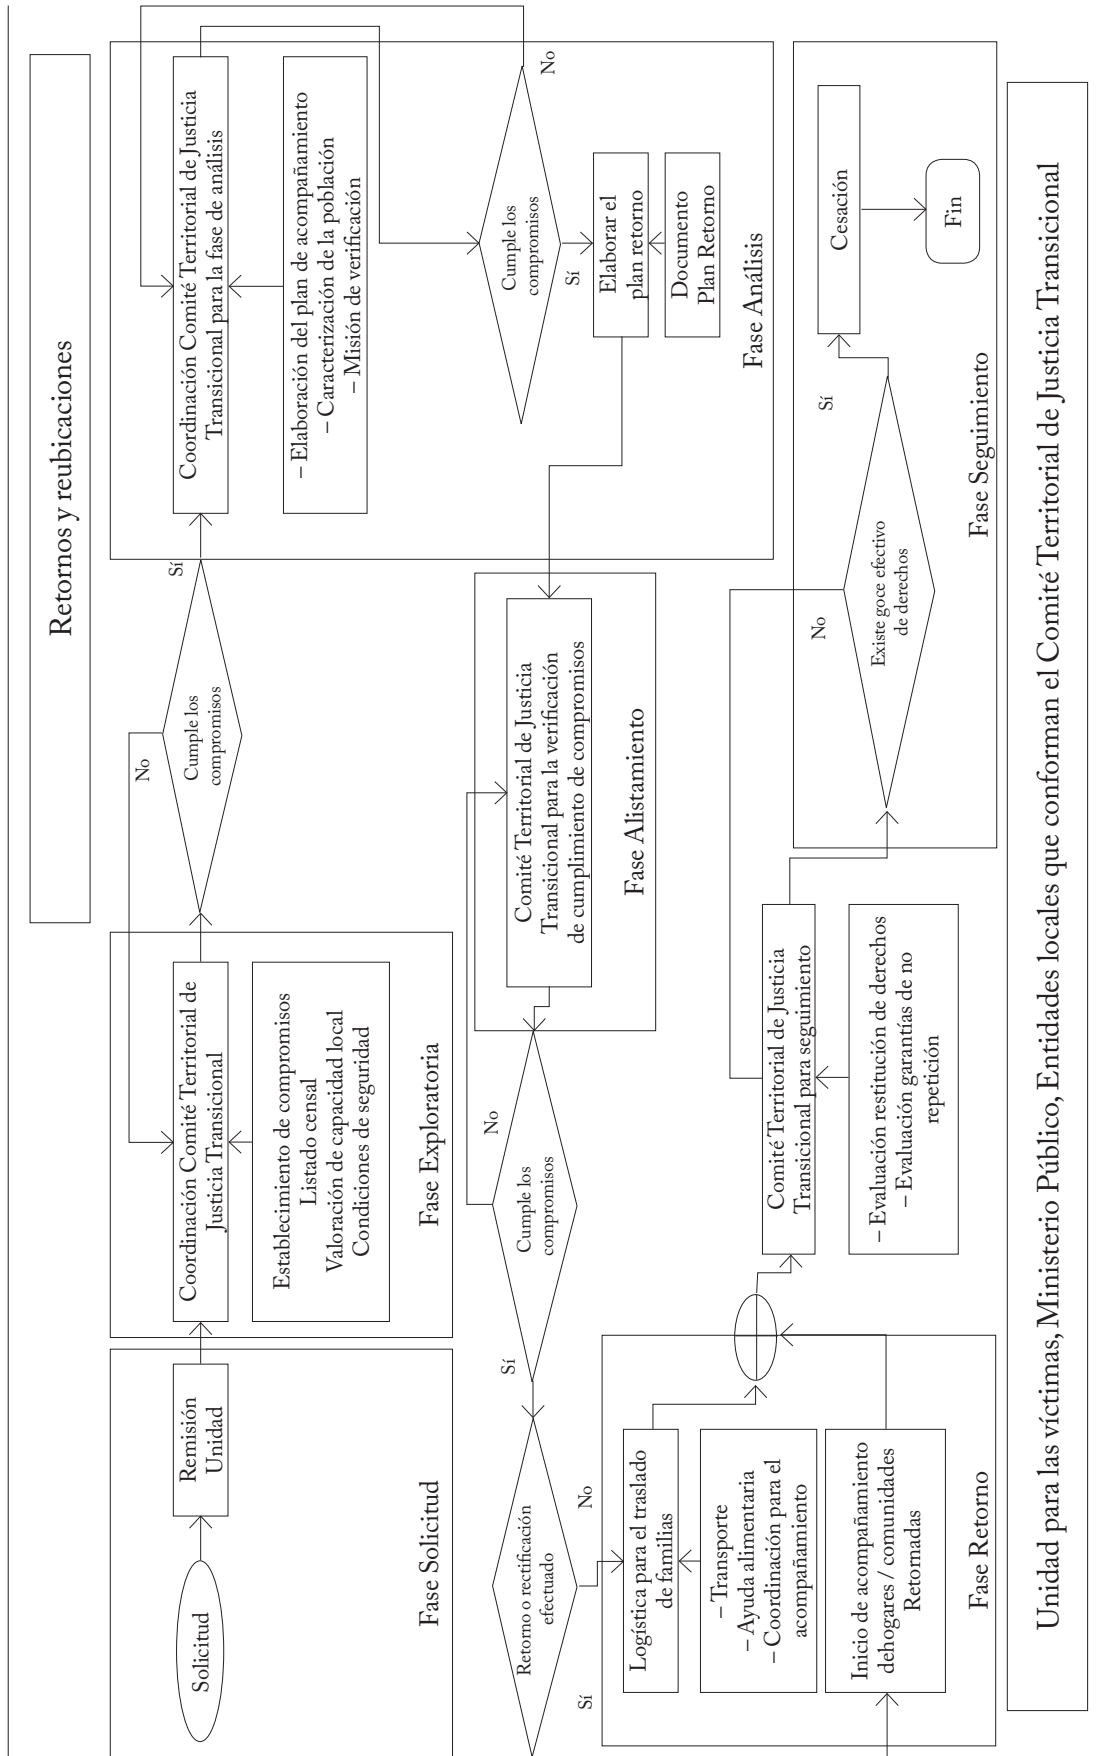 Retornos y reubicaciones
Solicitud
Remisión
Unidad
Fase Solicitud
Coordinación Comité Territorial de
Justicia Transicional
Establecimiento de compromisos
Listado censal
Valoración de capacidad local
Condiciones de seguridad
Fase Exploratoria
Cumple los
compromisos
No
Sí
Coordinación Comité Territorial de Justicia
Transicional para la fase de análisis
– Elaboración del plan de acompañamiento
– Caracterización de la población
– Misión de verificación
Cumple los
compromisos
No
Sí
Elaborar el
plan retorno
Documento
Plan Retorno
Fase Análisis
Comité Territorial de Justicia
Transicional para la verificación
de cumplimiento de compromisos
Fase Alistamiento
Cumple los
compromisos
No
Sí
Retorno o rectificación
efectuado
No
Sí
Logística para el traslado
de familias
– Transporte
– Ayuda alimentaria
– Coordinación para el
acompañamiento
Inicio de acompañamiento
dehogares / comunidades
Retornadas
Fase Retorno
Comité Territorial de Justicia
Transicional para seguimiento
– Evaluación restitución de derechos
– Evaluación garantías de no
repetición
Existe goce efectivo
de derechos
No
Sí
Cesación
Fin
Fase Seguimiento
Unidad para las víctimas, Ministerio Público, Entidades locales que conforman el Comité Territorial de Justicia Transicional